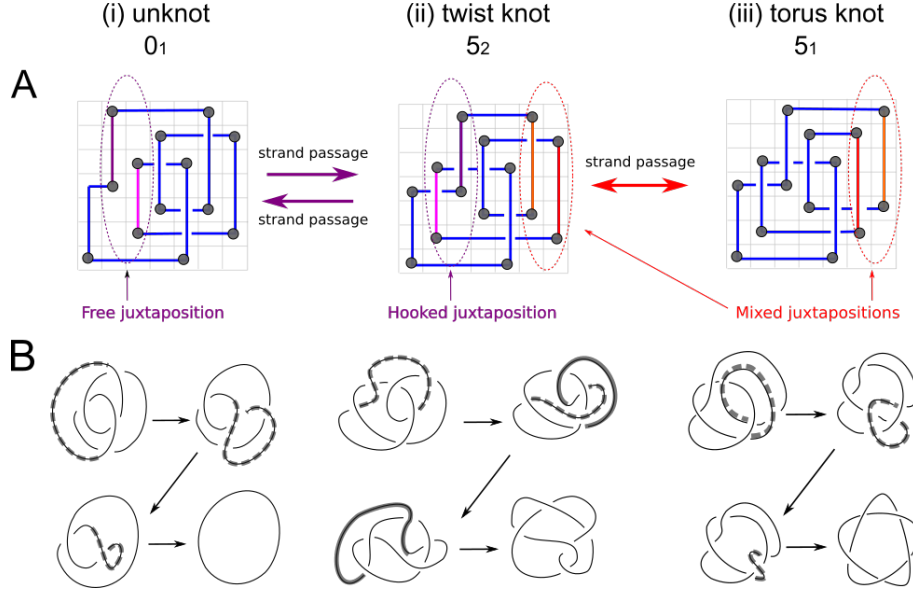 (i) unknot
0₁
(ii) twist knot
5₂
(iii) torus knot
5₁
A
strand passage
strand passage
strand passage
Free juxtaposition
Hooked juxtaposition
Mixed juxtapositions
B